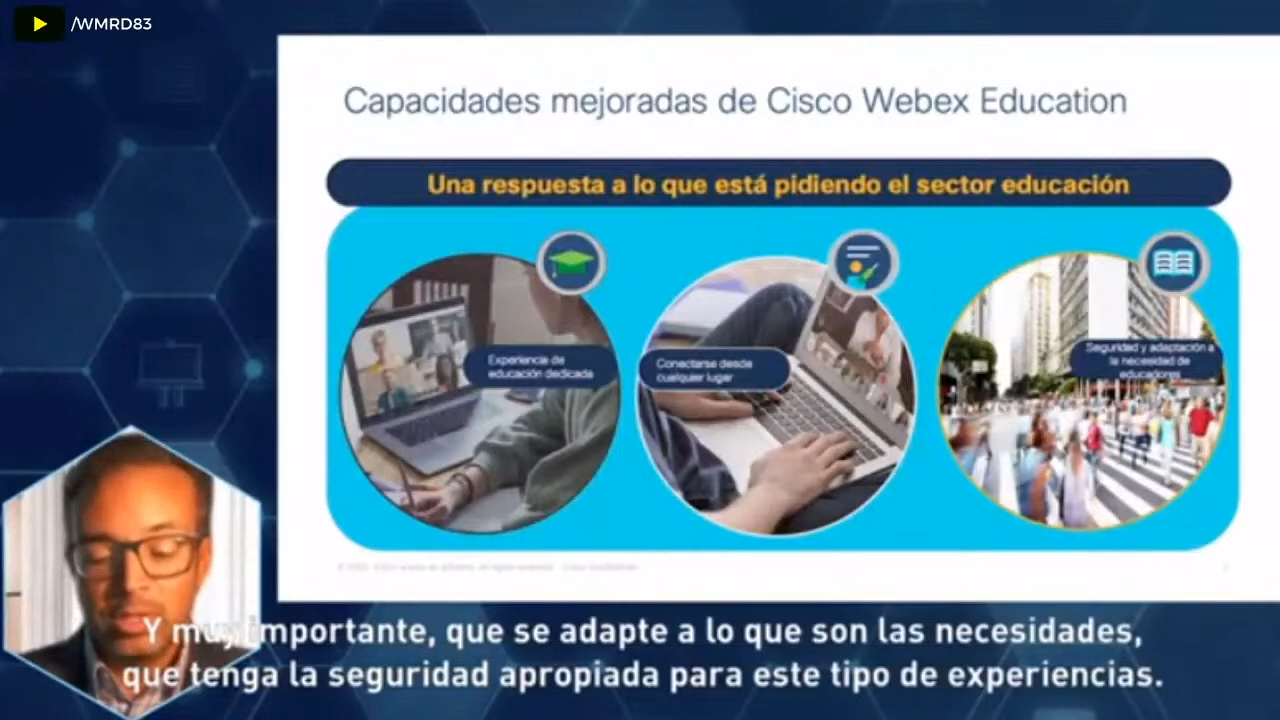 /WMRD83
Capacidades mejoradas de Cisco Webex Education
Una respuesta a lo que está pidiendo el sector educación
Experiencia de
educación dedicada
Conectarse desde
cualquier lugar
Seguridad y adaptación a
la necesidad de
educadores
Y muy importante, que se adapte a lo que son las necesidades,
que tenga la seguridad apropiada para este tipo de experiencias.